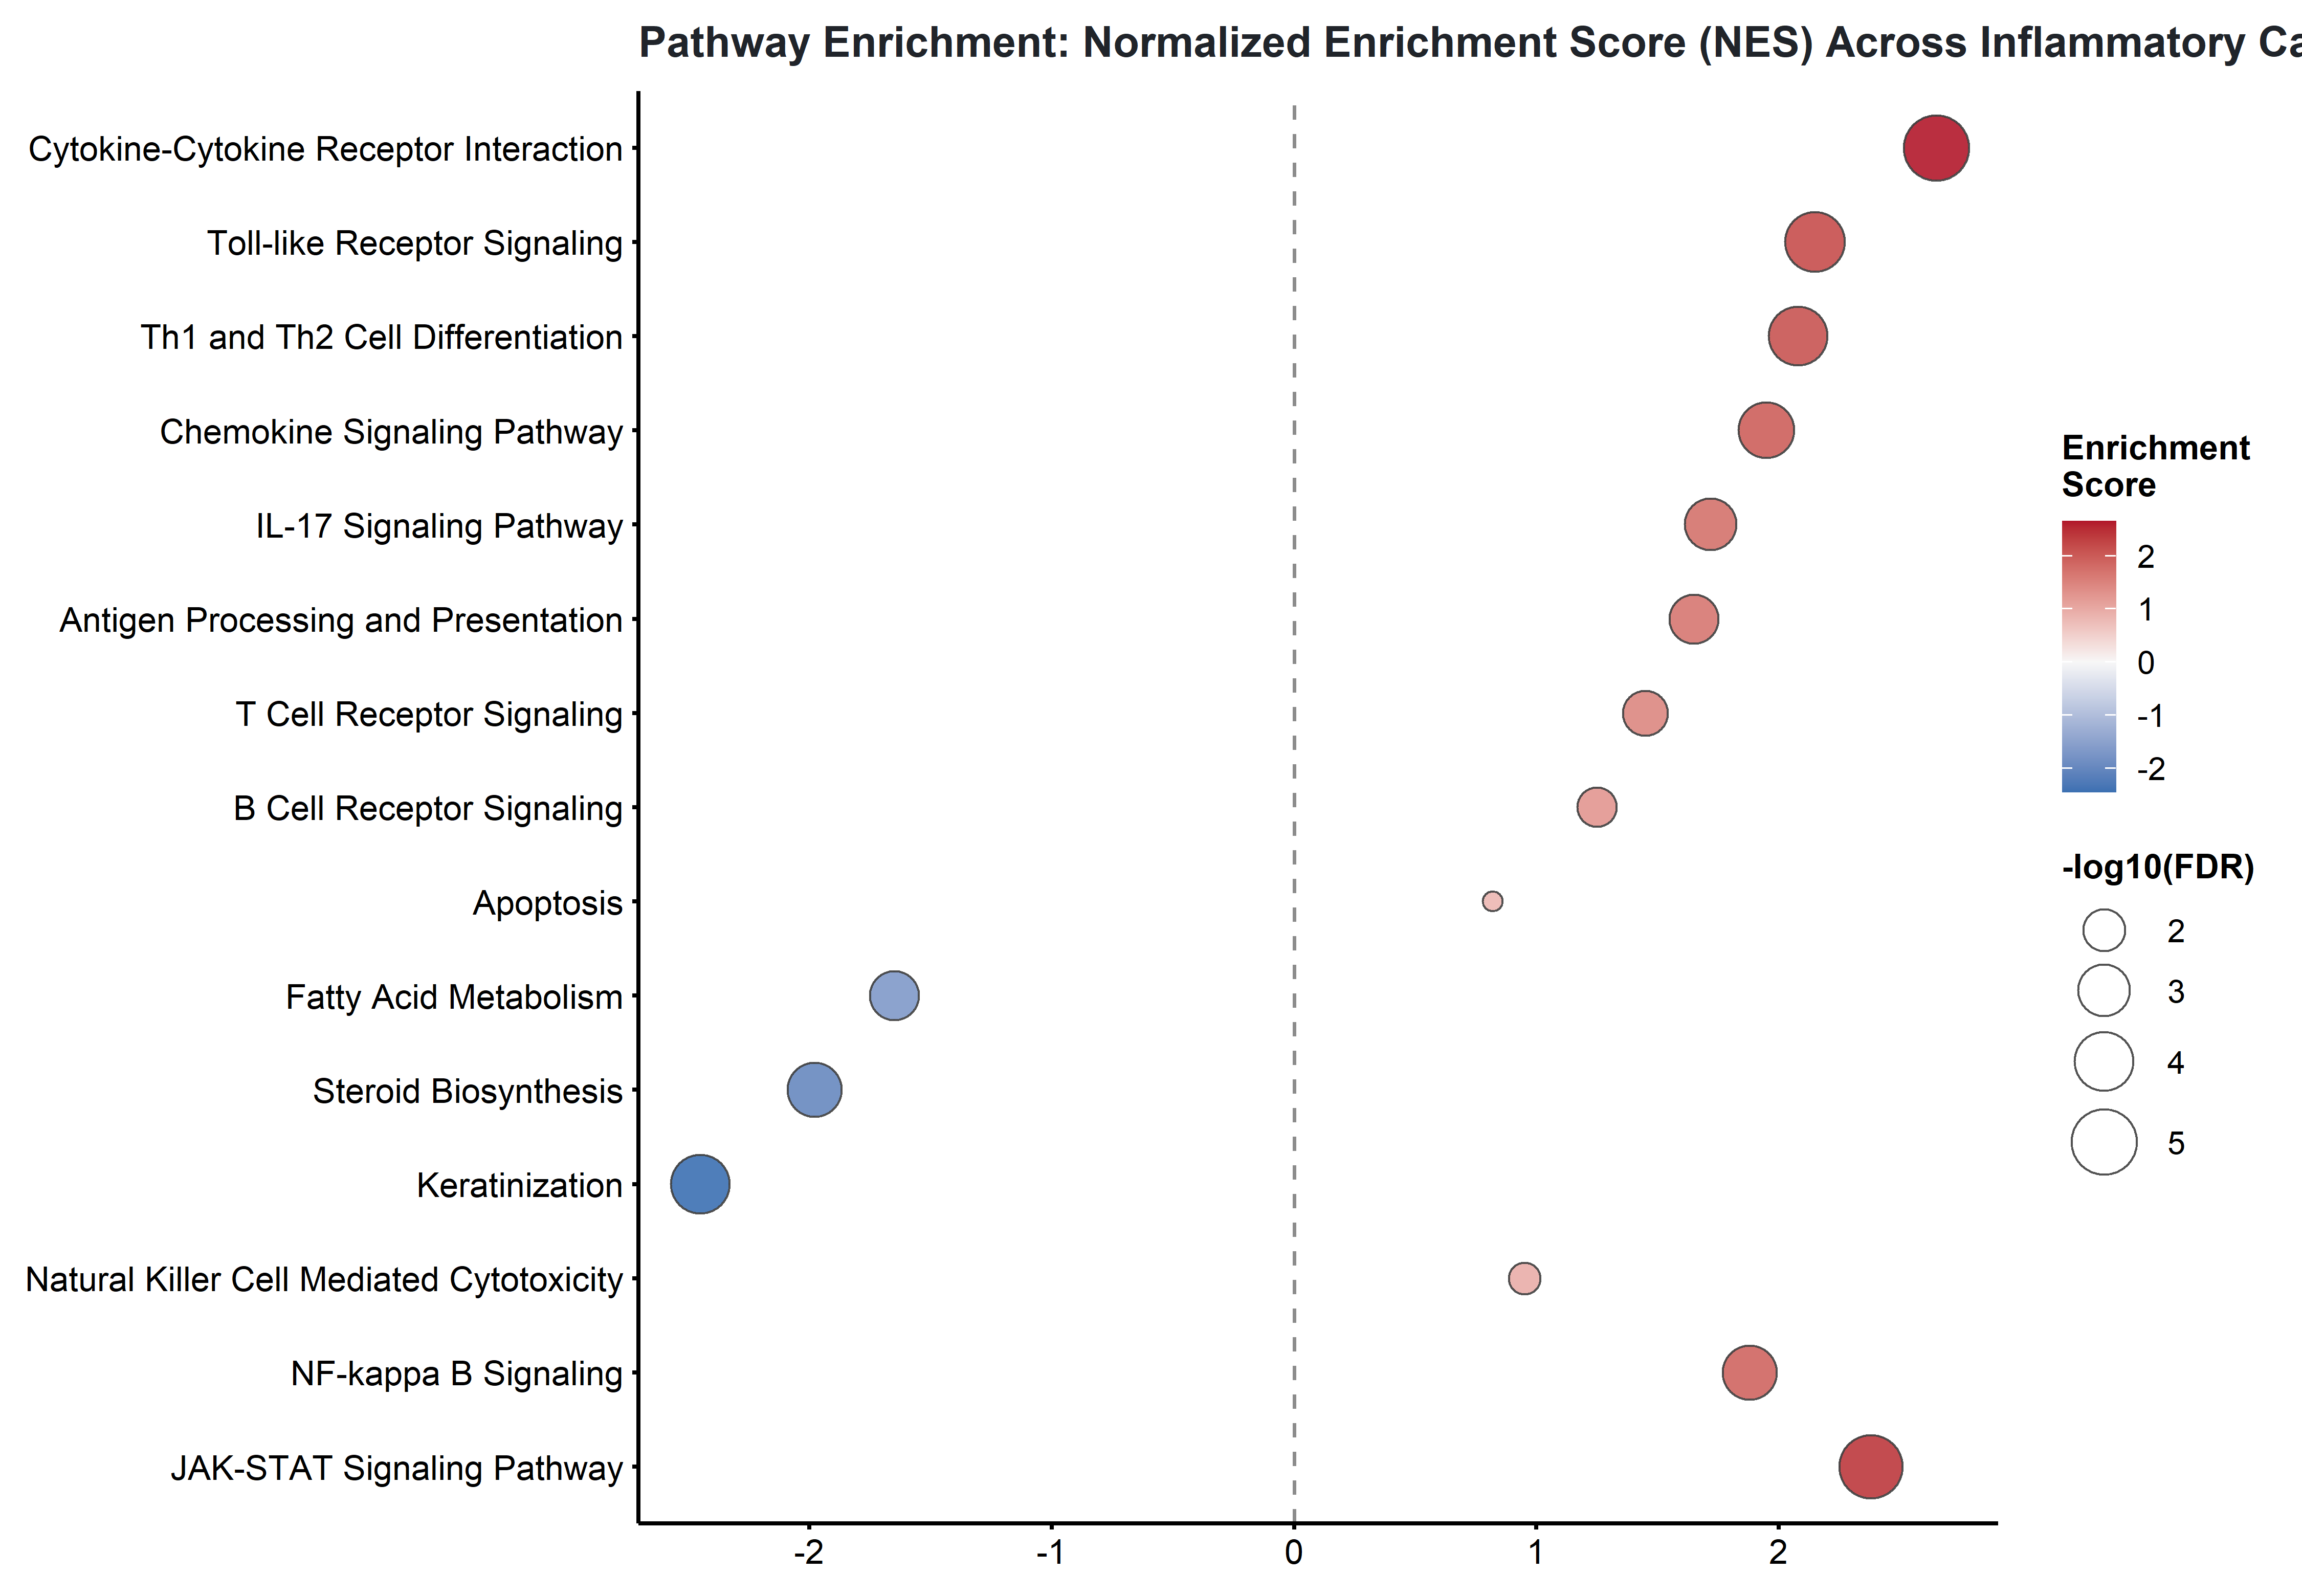 Pathway Enrichment: Normalized Enrichment Score (NES) Across Inflammatory Ca
Cytokine-Cytokine Receptor Interaction
Toll-like Receptor Signaling
Th1 and Th2 Cell Differentiation
Chemokine Signaling Pathway
IL-17 Signaling Pathway
Antigen Processing and Presentation
T Cell Receptor Signaling
B Cell Receptor Signaling
Apoptosis
Fatty Acid Metabolism
Steroid Biosynthesis
Keratinization
Natural Killer Cell Mediated Cytotoxicity
NF-kappa B Signaling
JAK-STAT Signaling Pathway
-2 -1 0 1 2
Enrichment
Score
2
1
0
-1
-2
-log10(FDR)
2
3
4
5